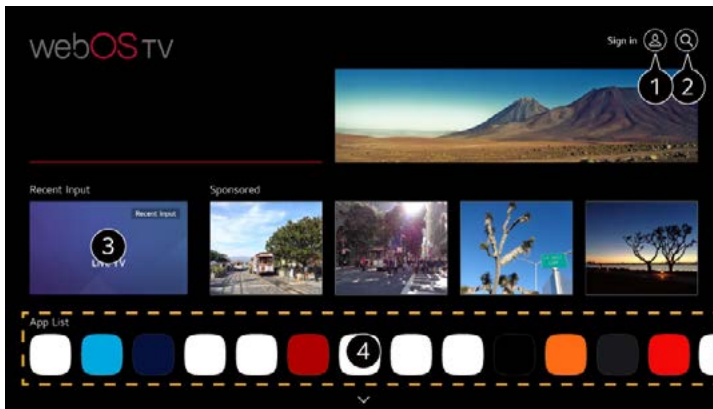 webOS TV
Sign in
1
2
Recent Input
Sponsored
Recent Input
3
LIVE TV
App List
4